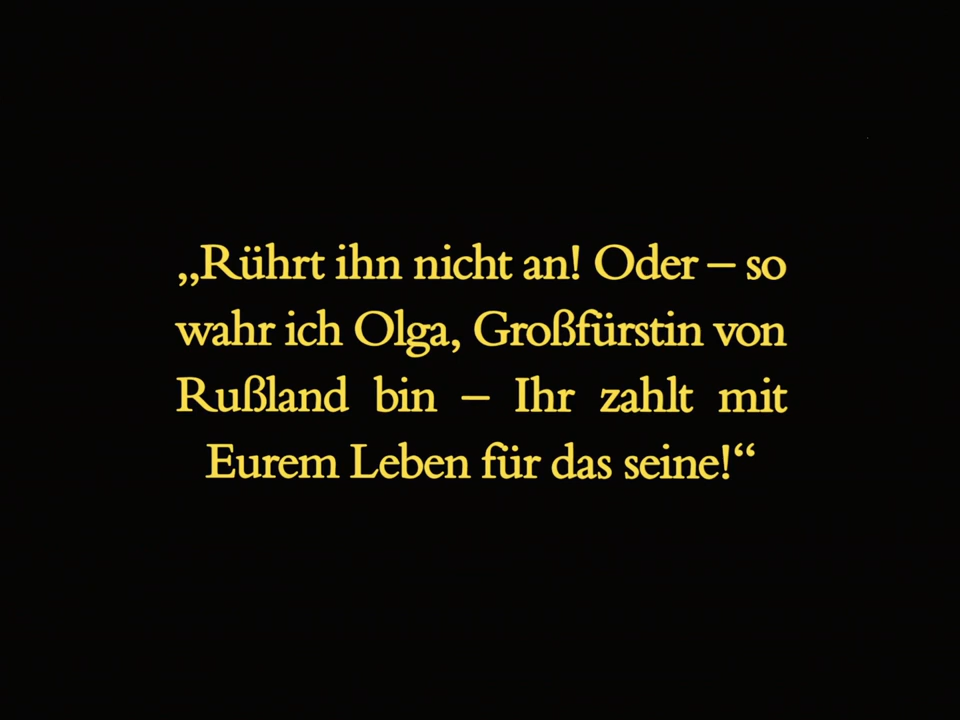 „Rührt ihn nicht an! Oder – so
wahr ich Olga, Großfürstin von
Rußland bin – Ihr zahlt mit
Eurem Leben für das seine!“